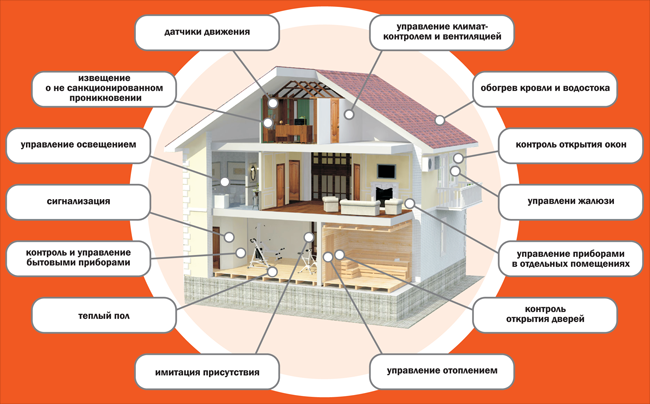 датчики движения
управление климат-
контролем и вентиляцией
извещение
о не санкционированном
проникновении
обогрев кровли и водостока
управление освещением
контроль открытия окон
сигнализация
управлени жалюзи
контроль и управление
бытовыми приборами
управление приборами
в отдельных помещениях
теплый пол
контроль
открытия дверей
имитация присутствия
управление отоплением